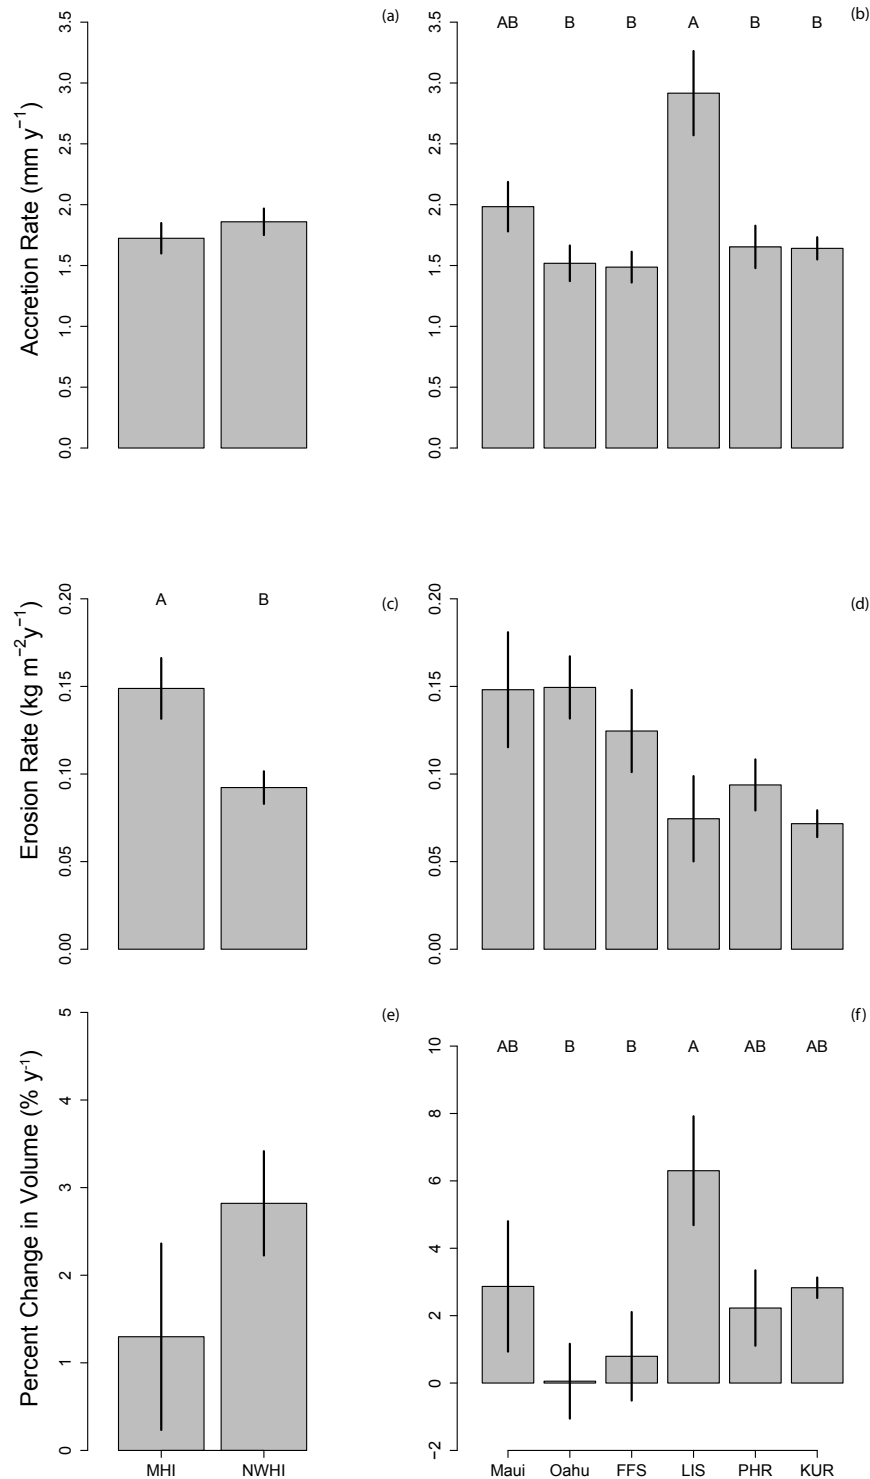 (a)
3.5
3.0
2.5
2.0
1.5
1.0
0.5
0.0
Accretion Rate (mm y⁻¹)
(b)
AB B B A B B
3.5
3.0
2.5
2.0
1.5
1.0
0.5
0.0
(c)
A B
0.20
0.15
0.10
0.05
0.00
Erosion Rate (kg m⁻²y⁻¹)
(d)
0.20
0.15
0.10
0.05
0.00
(e)
5
4
3
2
1
0
Percent Change in Volume (% y⁻¹)
MHI NWHI
(f)
AB B B A AB AB
10
8
6
4
2
0
−2
Maui Oahu FFS LIS PHR KUR